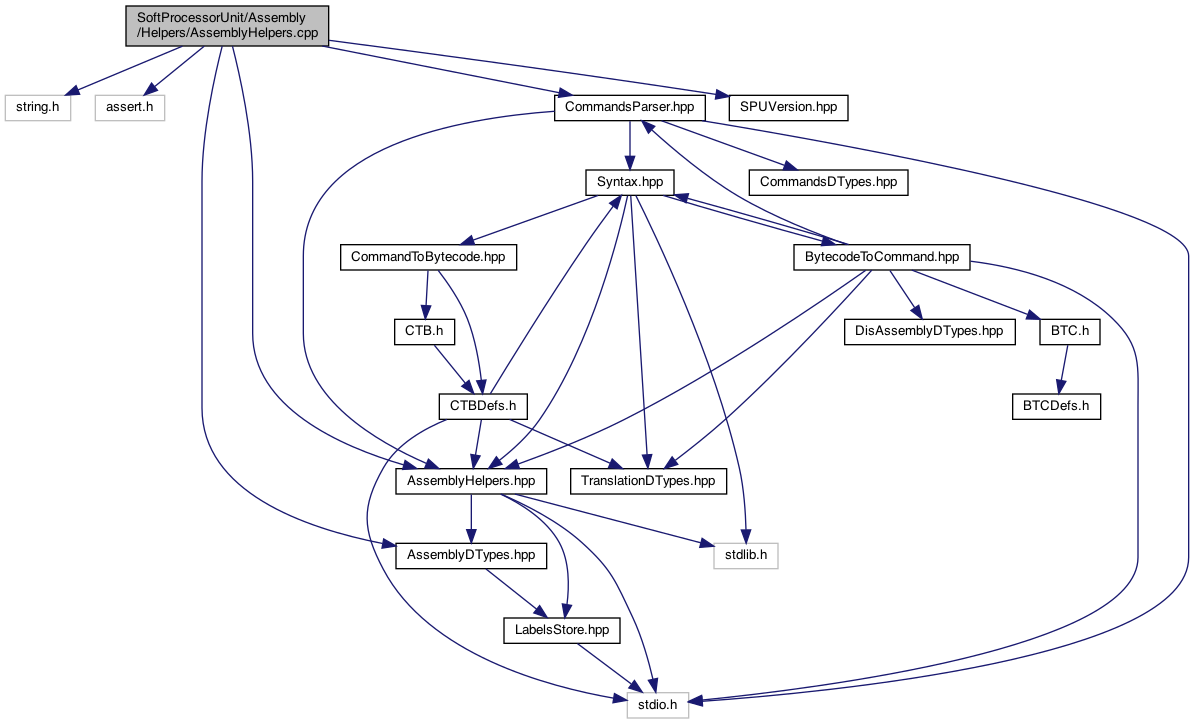 SoftProcessorUnit/Assembly
/Helpers/AssemblyHelpers.cpp
string.h
assert.h
CommandsParser.hpp
SPUVersion.hpp
Syntax.hpp
CommandsDTypes.hpp
CommandToBytecode.hpp
BytecodeToCommand.hpp
CTB.h
DisAssemblyDTypes.hpp
BTC.h
CTBDefs.h
BTCDefs.h
AssemblyHelpers.hpp
TranslationDTypes.hpp
AssemblyDTypes.hpp
stdlib.h
LabelsStore.hpp
stdio.h